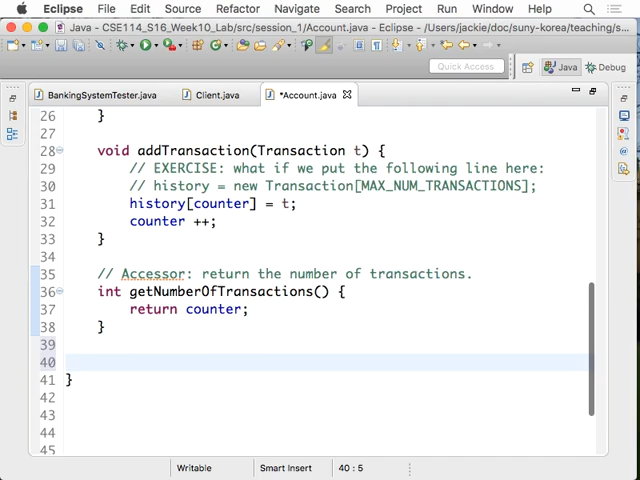 Eclipse File Edit Source Refactor Navigate Search Project Run Window Help
Java - CSE114_S16_Week10_Lab/src/session_1/Account.java - Eclipse - /Users/jackie/doc/suny-korea/teaching/s...
Quick Access Java Debug
BankingSystemTester.java Client.java *Account.java
26 }
27
28 void addTransaction(Transaction t) {
29 // EXERCISE: what if we put the following line here:
30 // history = new Transaction[MAX_NUM_TRANSACTIONS];
31 history[counter] = t;
32 counter ++;
33 }
34
35 // Accessor: return the number of transactions.
36 int getNumberOfTransactions() {
37 return counter;
38 }
39
40
41 }
42
43
44
45
Writable Smart Insert 40 : 5